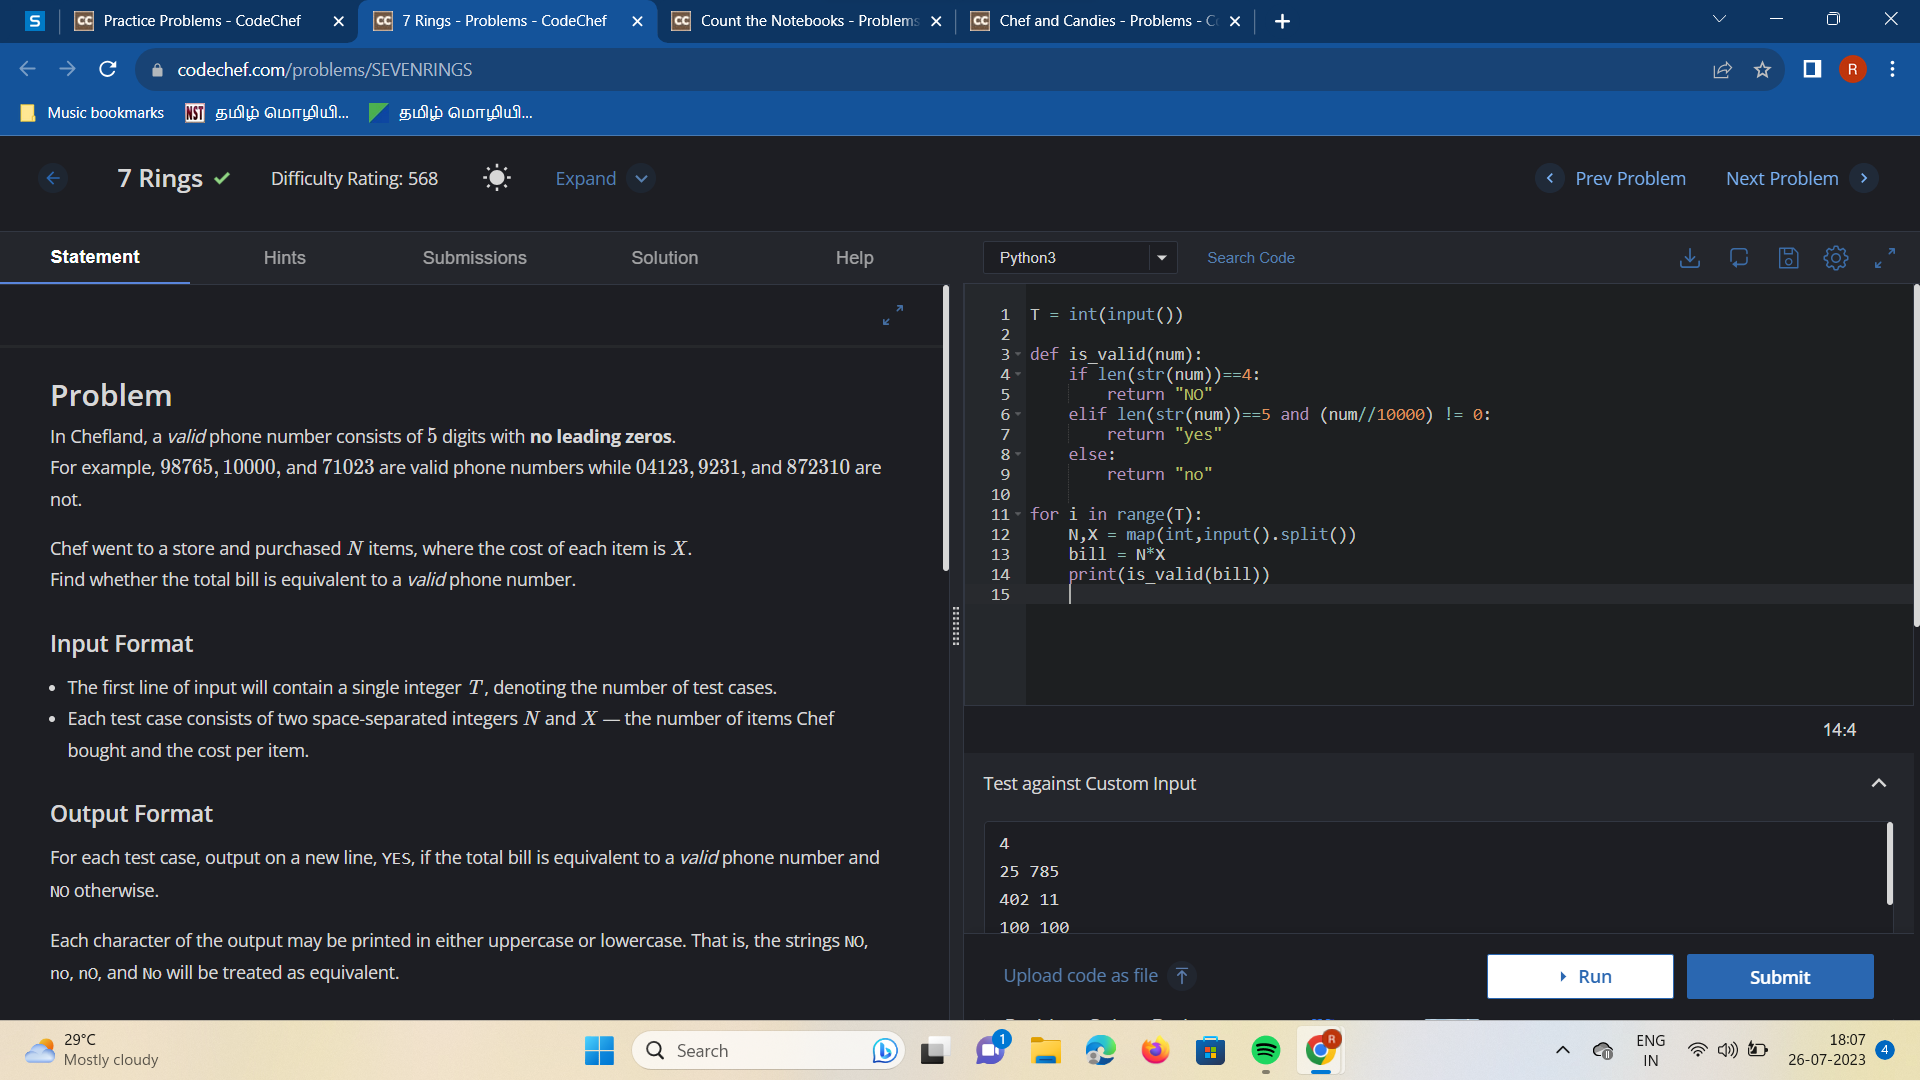 S
CC Practice Problems - CodeChef
CC 7 Rings - Problems - CodeChef
CC Count the Notebooks - Problems
CC Chef and Candies - Problems - C
codechef.com/problems/SEVENRINGS
R
Music bookmarks
NST தமிழ் மொழியி...
தமிழ் மொழியி...
7 Rings
Difficulty Rating: 568
Expand
Prev Problem
Next Problem
Statement
Hints
Submissions
Solution
Help
Problem
In Chefland, a valid phone number consists of 5 digits with no leading zeros.
For example, 98765, 10000, and 71023 are valid phone numbers while 04123, 9231, and 872310 are
not.
Chef went to a store and purchased N items, where the cost of each item is X.
Find whether the total bill is equivalent to a valid phone number.
Input Format
• The first line of input will contain a single integer T, denoting the number of test cases.
• Each test case consists of two space-separated integers N and X — the number of items Chef
bought and the cost per item.
Output Format
For each test case, output on a new line, YES, if the total bill is equivalent to a valid phone number and
NO otherwise.
Each character of the output may be printed in either uppercase or lowercase. That is, the strings NO,
no, nO, and No will be treated as equivalent.
Python3
Search Code
1 T = int(input())
2
3 def is_valid(num):
4 if len(str(num))==4:
5 return "NO"
6 elif len(str(num))==5 and (num//10000) != 0:
7 return "yes"
8 else:
9 return "no"
10
11 for i in range(T):
12 N,X = map(int,input().split())
13 bill = N*X
14 print(is_valid(bill))
15
14:4
Test against Custom Input
4
25 785
402 11
100 100
Upload code as file
Run
Submit
29°C
Mostly cloudy
Search
1
R
ENG
IN
18:07
26-07-2023
4